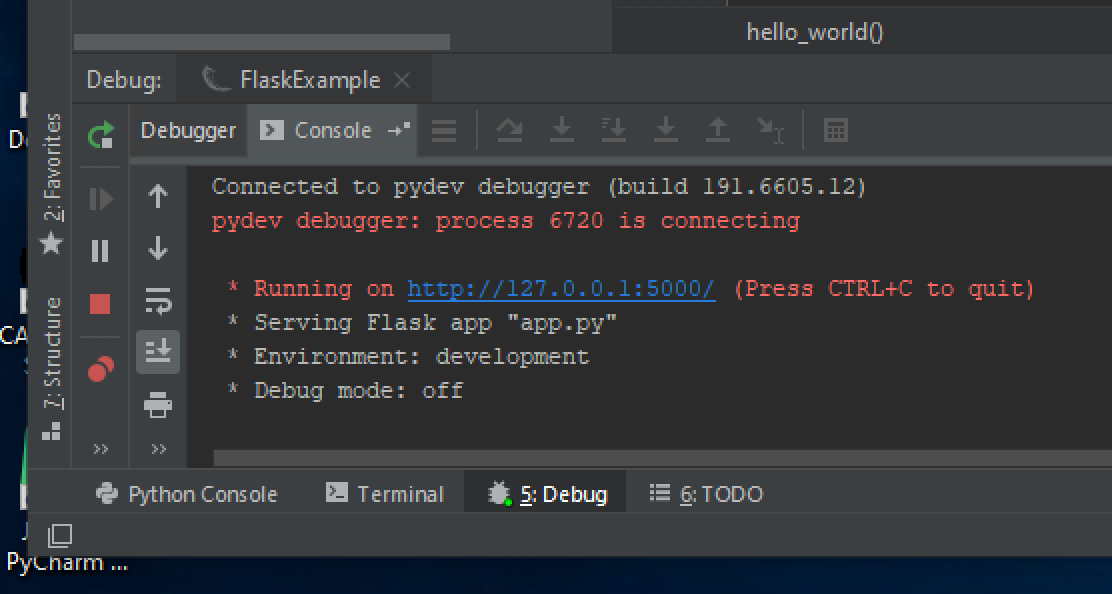 hello_world()
Debug: FlaskExample
Debugger Console
2: Favorites
7: Structure
Connected to pydev debugger (build 191.6605.12)
pydev debugger: process 6720 is connecting
* Running on http://127.0.0.1:5000/ (Press CTRL+C to quit)
* Serving Flask app "app.py"
* Environment: development
* Debug mode: off
Python Console Terminal 5: Debug 6: TODO
PyCharm ...